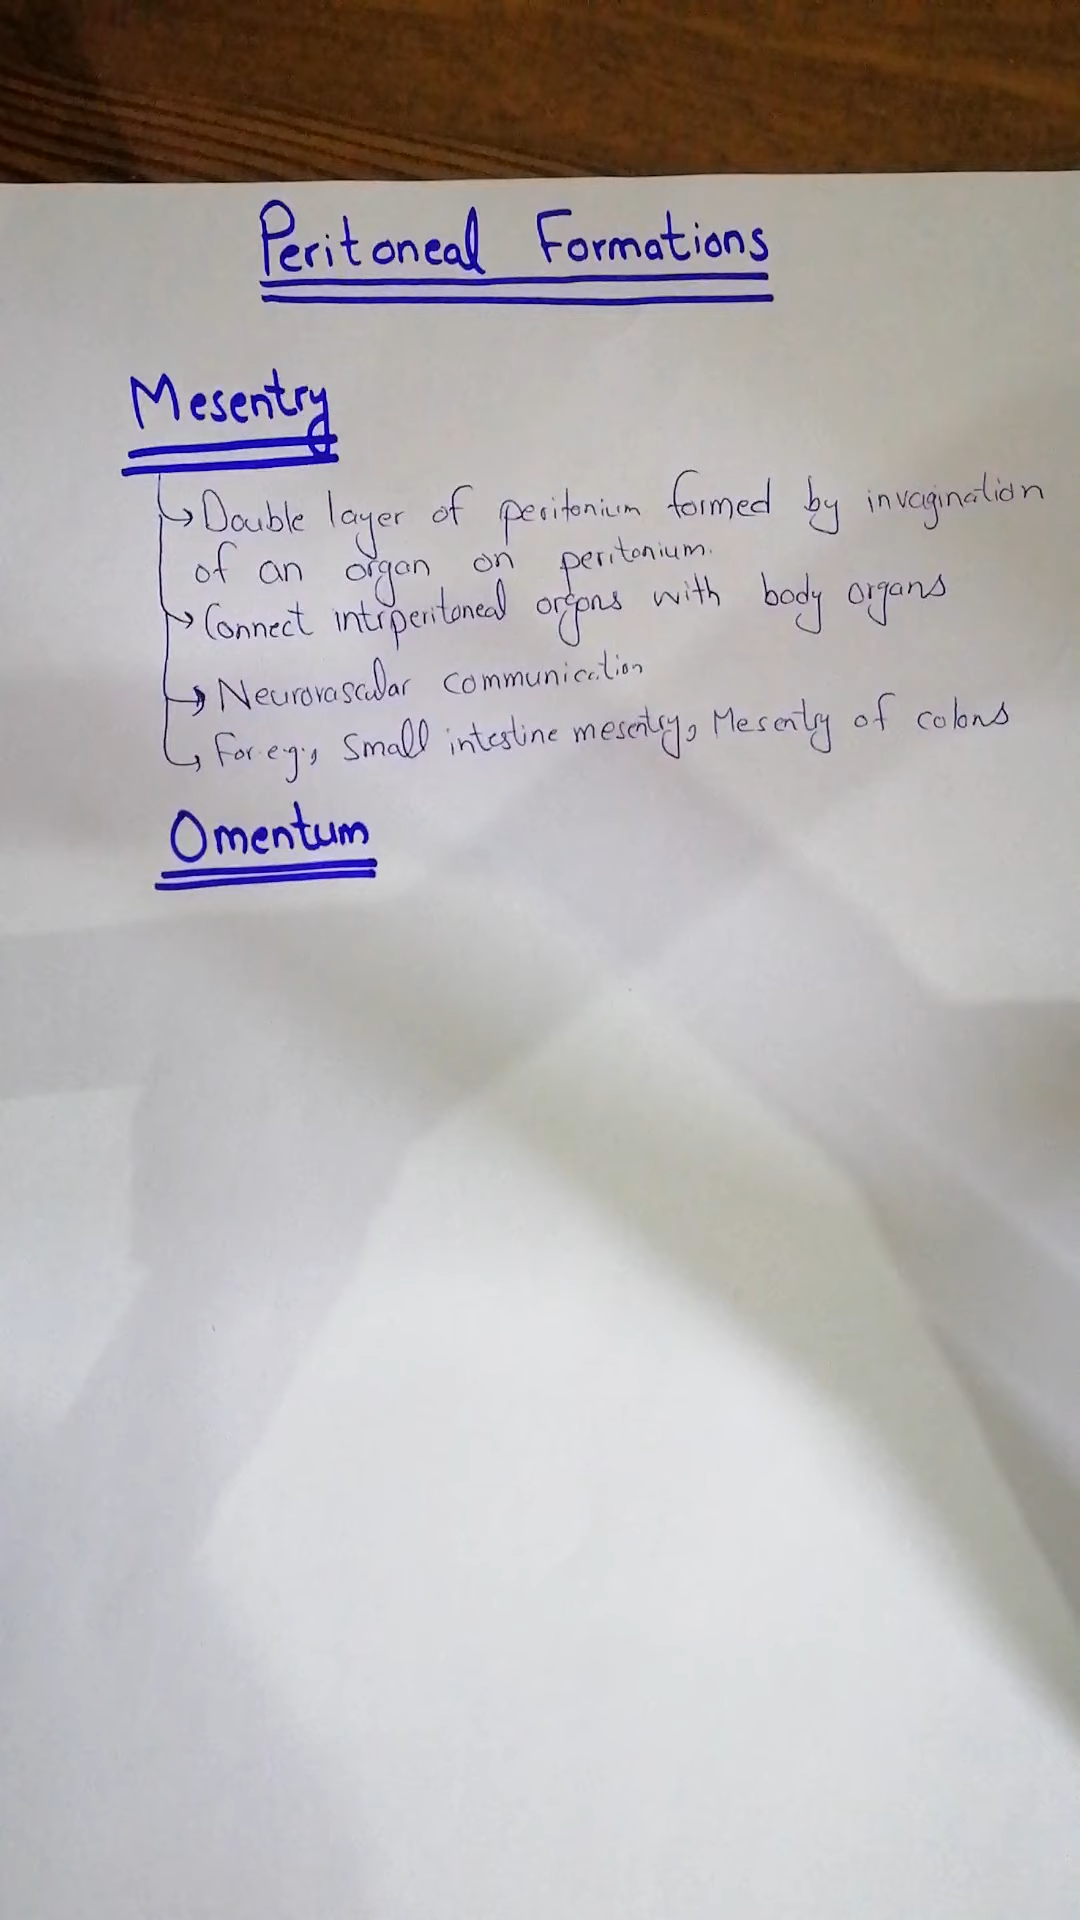 Peritoneal Formations
Mesentry
Double layer of peritonium formed by invagination
of an organ on peritonium.
Connect intrperitoneal organs with body organs
Neurovascular communication
For e.g., Small intestine mesentry, Mesentry of colons
Omentum